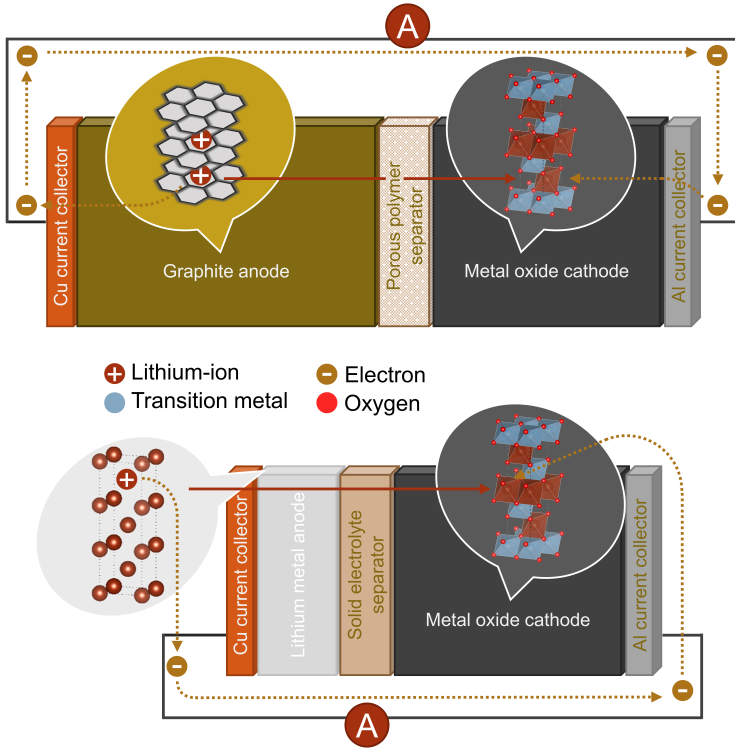 A
Cu current collector
Graphite anode
Porous polymer
separator
Metal oxide cathode
Al current collector
Lithium-ion
Electron
Transition metal
Oxygen
Cu current collector
Lithium metal anode
Solid electrolyte
separator
Metal oxide cathode
Al current collector
A